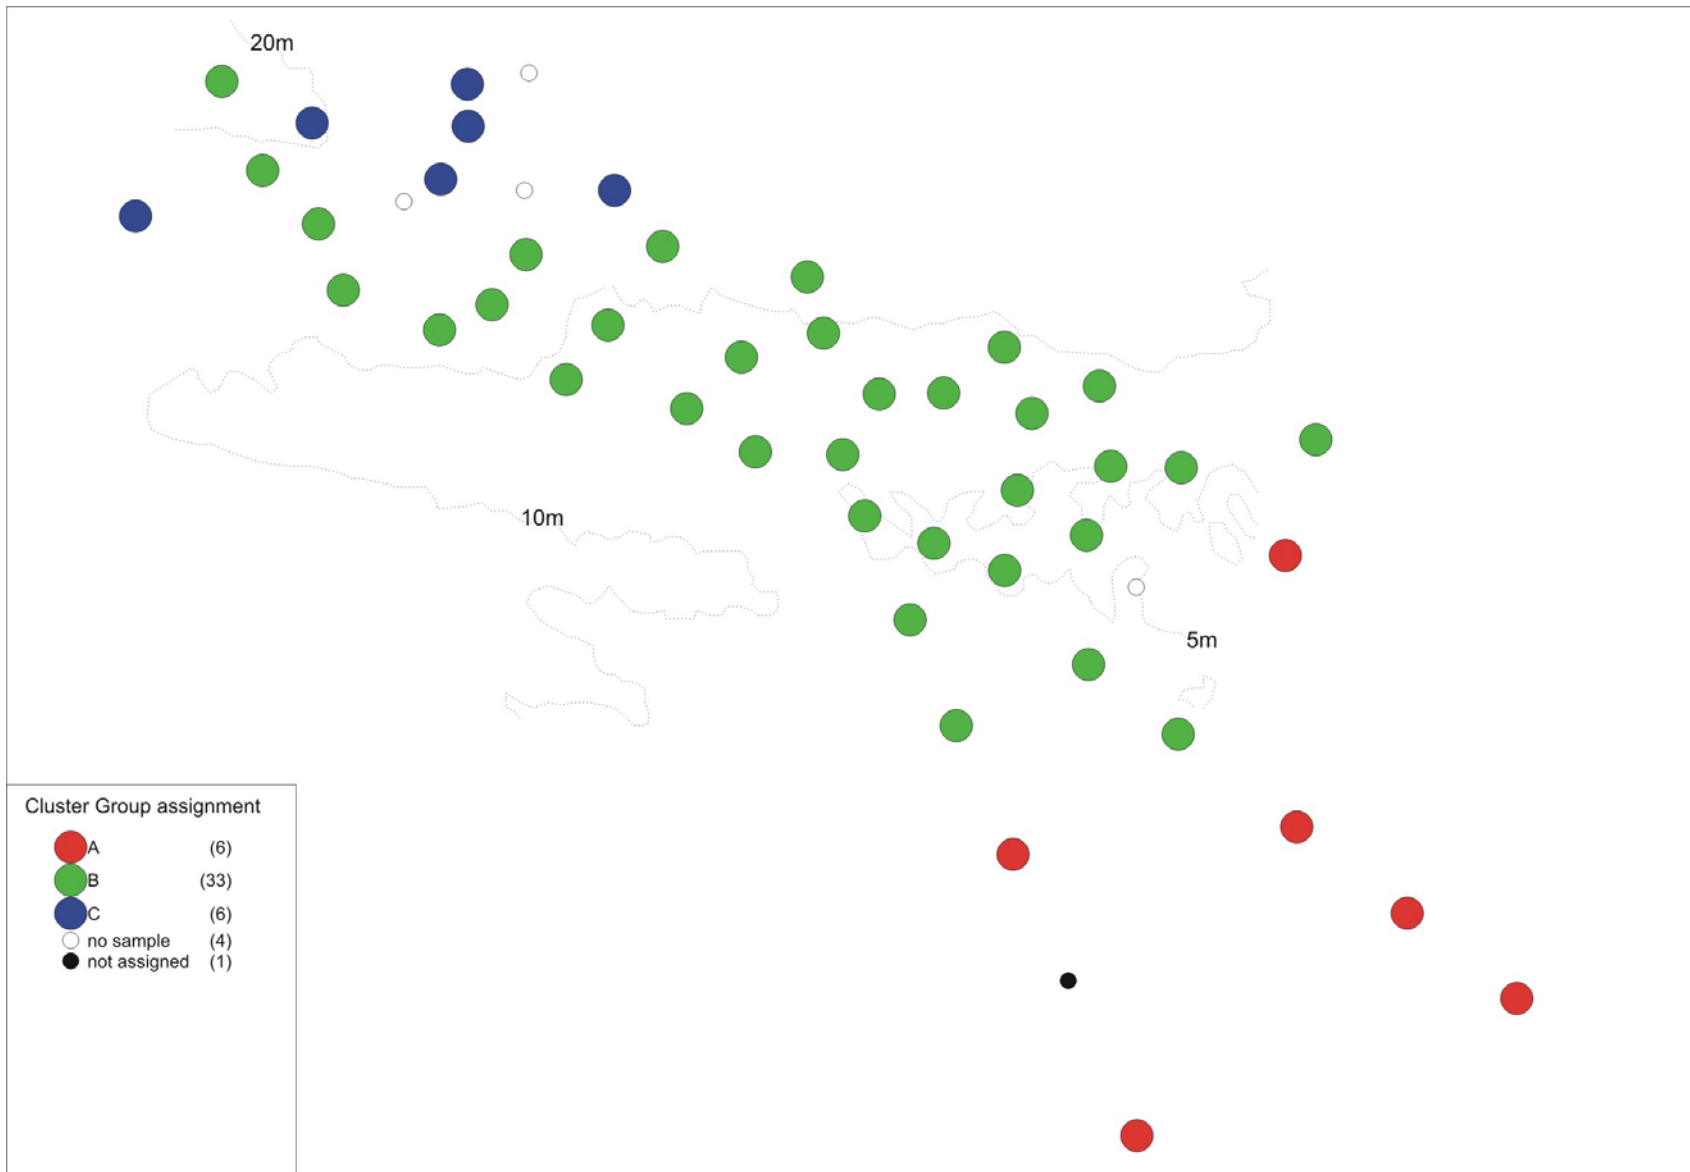 20m
10m
5m
Cluster Group assignment
A (6)
B (33)
C (6)
no sample (4)
not assigned (1)